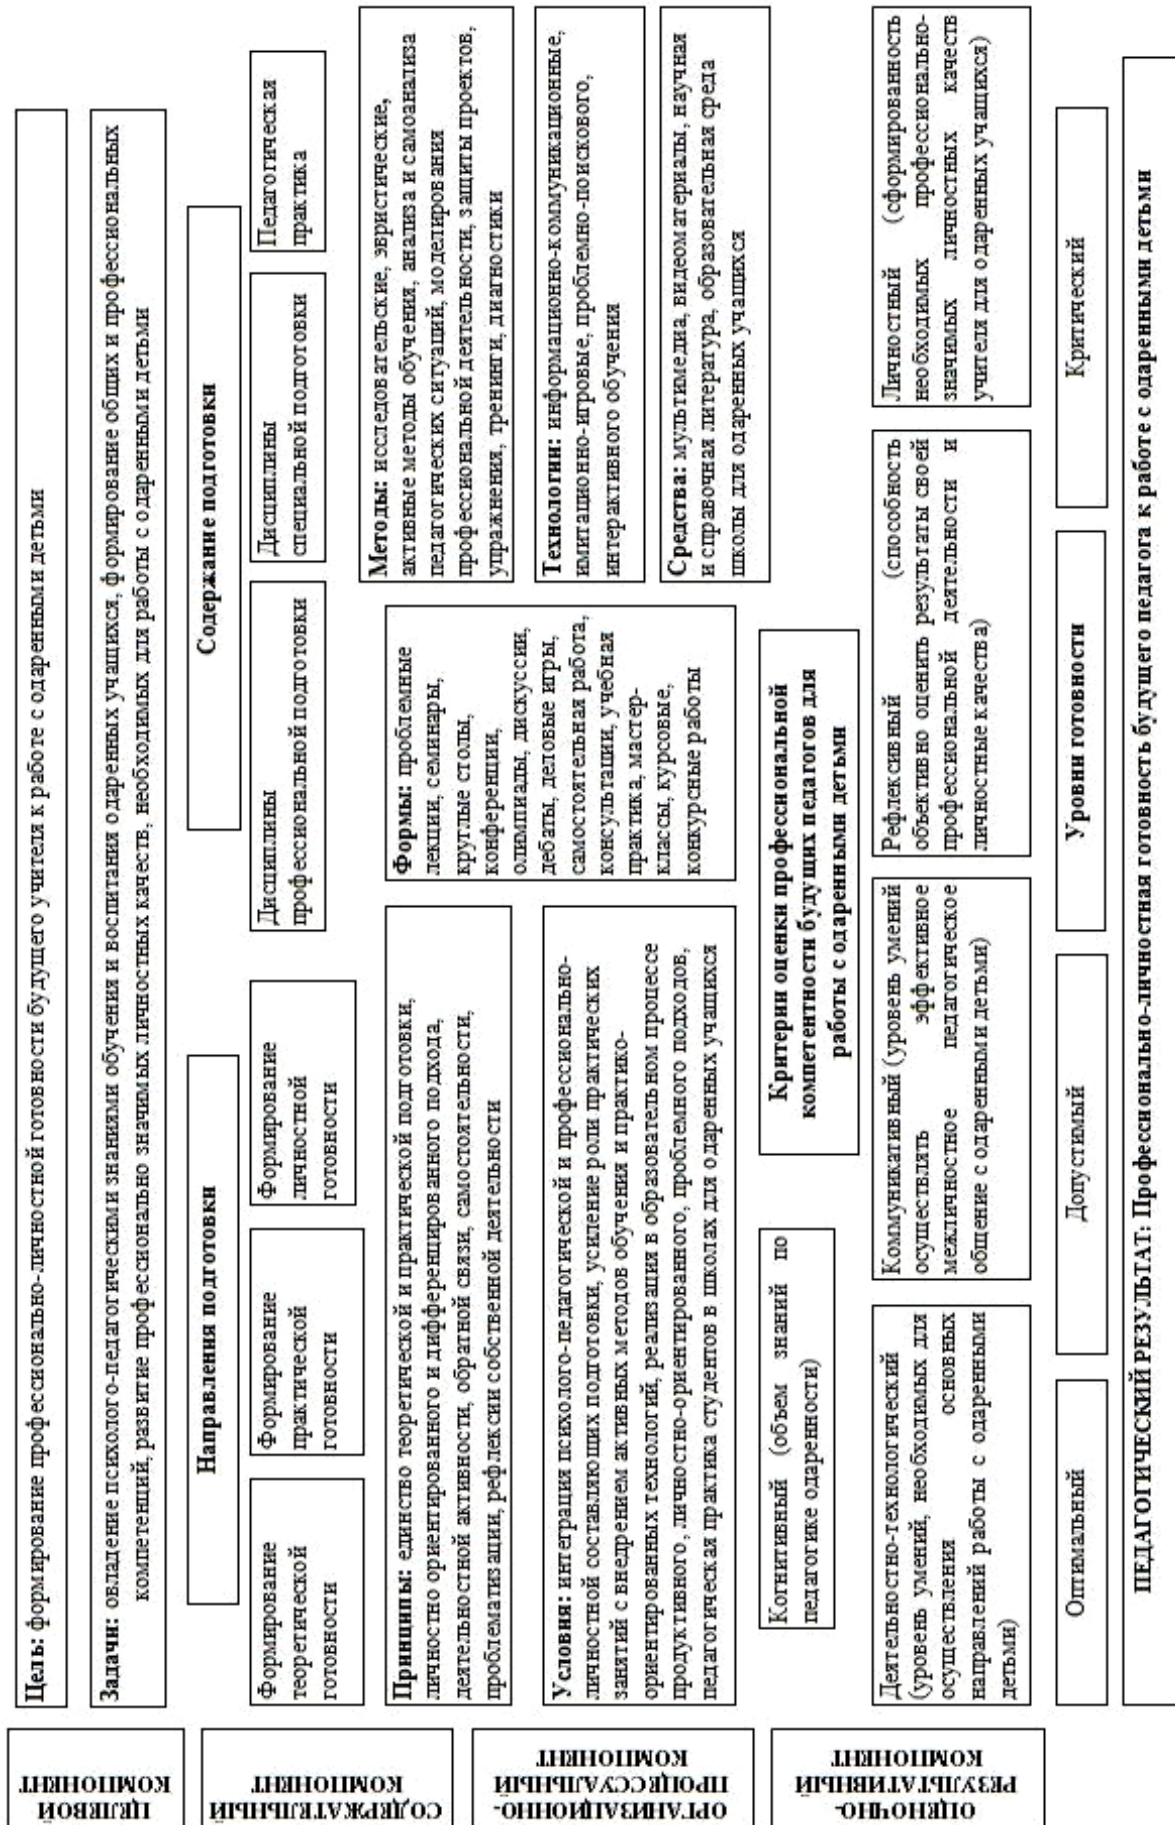 ЦЕЛЕВОЙ
КОМПОНЕНТ
Цель: формирование профессионально-личностной готовности будущего учителя к работе с одаренными детьми
Задачи: овладение психолого-педагогическими знаниями обучения и воспитания одаренных учащихся, формирование общих и профессиональных
компетенций, развитие профессионально значимых личностных качеств, необходимых для работы с одаренными детьми
СОДЕРЖАТЕЛЬНЫЙ
КОМПОНЕНТ
Направления подготовки
Содержание подготовки
Формирование
теоретической
готовности
Формирование
практической
готовности
Формирование
личностной
готовности
Дисциплины
профессиональной подготовки
Дисциплины
специальной подготовки
Педагогическая
практика
ОРГАНИЗАЦИОННО-
ПРОЦЕССУАЛЬНЫЙ
КОМПОНЕНТ
Принципы: единство теоретической и практической подготовки,
личностно ориентированного и дифференцированного подхода,
деятельностной активности, обратной связи, самостоятельности,
проблематизации, рефлексии собственной деятельности
Условия: интеграция психолого-педагогической и профессионально-
личностной составляющих подготовки, усиление роли практических
занятий с внедрением активных методов обучения и практико-
ориентированных технологий, реализация в образовательном процессе
продуктивного, личностно-ориентированного, проблемного подходов,
педагогическая практика студентов в школах для одаренных учащихся
Формы: проблемные
лекции, семинары,
круглые столы,
конференции,
олимпиады, дискуссии,
дебаты, деловые игры,
самостоятельная работа,
консультации, учебная
практика, мастер-
классы, курсовые,
конкурсные работы
Методы: исследовательские, эвристические,
активные методы обучения, анализа и самоанализа
педагогических ситуаций, моделирования
профессиональной деятельности, защиты проектов,
упражнения, тренинги, диагностики
Технологии: информационно-коммуникационные,
имитационно-игровые, проблемно-поискового,
интерактивного обучения
Средства: мультимедиа, видеоматериалы, научная
и справочная литература, образовательная среда
школы для одаренных учащихся
ОЦЕНОЧНО-
РЕЗУЛЬТАТИВНЫЙ
КОМПОНЕНТ
Критерии оценки профессиональной
компетентности будущих педагогов для
работы с одаренными детьми
Когнитивный (объем знаний по
педагогике одаренности)
Деятельностно-технологический
(уровень умений, необходимых для
осуществления основных
направлений работы с одаренными
детьми)
Коммуникативный (уровень умений
осуществлять эффективное
межличностное педагогическое
общение с одаренными детьми)
Рефлексивный (способность
объективно оценить результаты своей
профессиональной деятельности и
личностные качества)
Личностный (сформированность
необходимых профессионально-
значимых личностных качеств
учителя для одаренных учащихся)
Оптимальный
Допустимый
Уровни готовности
Критический
ПЕДАГОГИЧЕСКИЙ РЕЗУЛЬТАТ: Профессионально-личностная готовность будущего педагога к работе с одаренными детьми